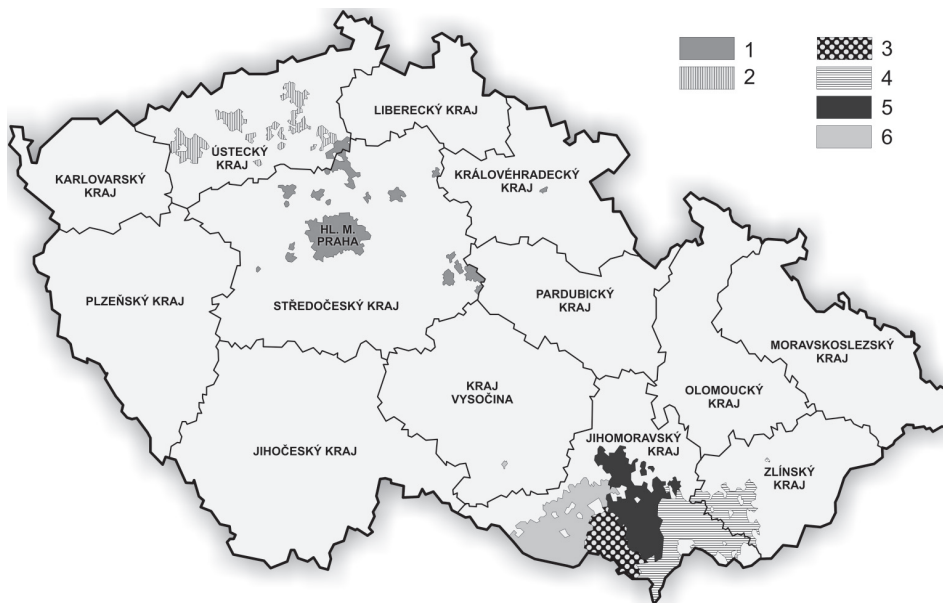 1
2
3
4
5
6
LIBERECKÝ KRAJ
ÚSTECKÝ
KRAJ
KARLOVARSKÝ
KRAJ
KRÁLOVÉHRADECKÝ
KRAJ
HL. M.
PRAHA
PLZEŇSKÝ KRAJ
STŘEDOČESKÝ KRAJ
PARDUBICKÝ
KRAJ
MORAVSKOSLEZSKÝ
KRAJ
KRAJ
VYSOČINA
OLOMOUCKÝ
KRAJ
JIHOČESKÝ KRAJ
JIHOMORAVSKÝ
KRAJ
ZLÍNSKÝ
KRAJ